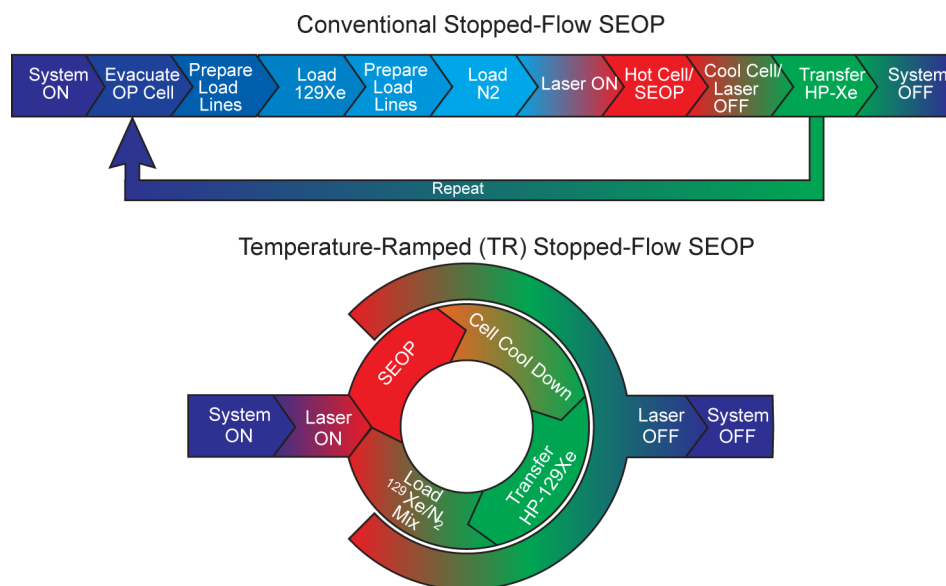 Conventional Stopped-Flow SEOP
System
ON
Evacuate
OP Cell
Prepare
Load
Lines
Load
129Xe
Prepare
Load
Lines
Load
N2
Laser ON
Hot Cell/
SEOP
Cool Cell/
Laser
OFF
Transfer
HP-Xe
System
OFF
Repeat
Temperature-Ramped (TR) Stopped-Flow SEOP
System
ON
Laser
ON
SEOP
Cell Cool Down
Transfer
HP-129Xe
Load
¹²⁹Xe/N₂
Mix
Laser
OFF
System
OFF